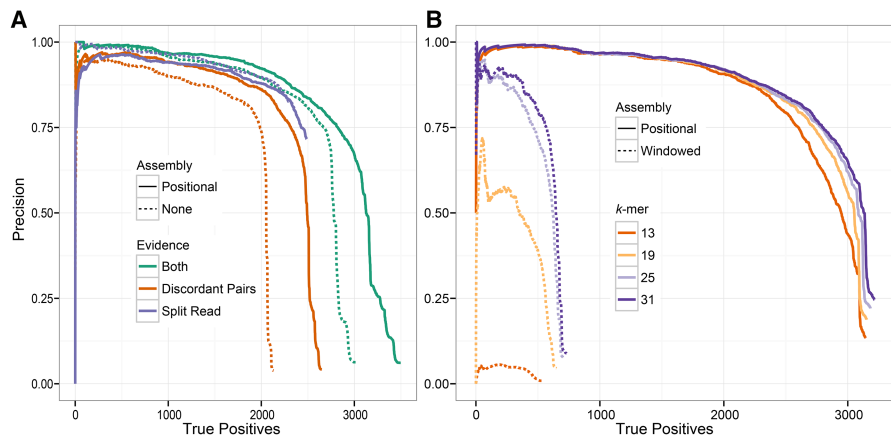 A
B
Precision
1.00
0.75
0.50
0.25
0.00
Assembly
Positional
None
Evidence
Both
Discordant Pairs
Split Read
0
1000
2000
3000
True Positives
1.00
0.75
0.50
0.25
0.00
Assembly
Positional
Windowed
k-mer
13
19
25
31
0
1000
2000
3000
True Positives